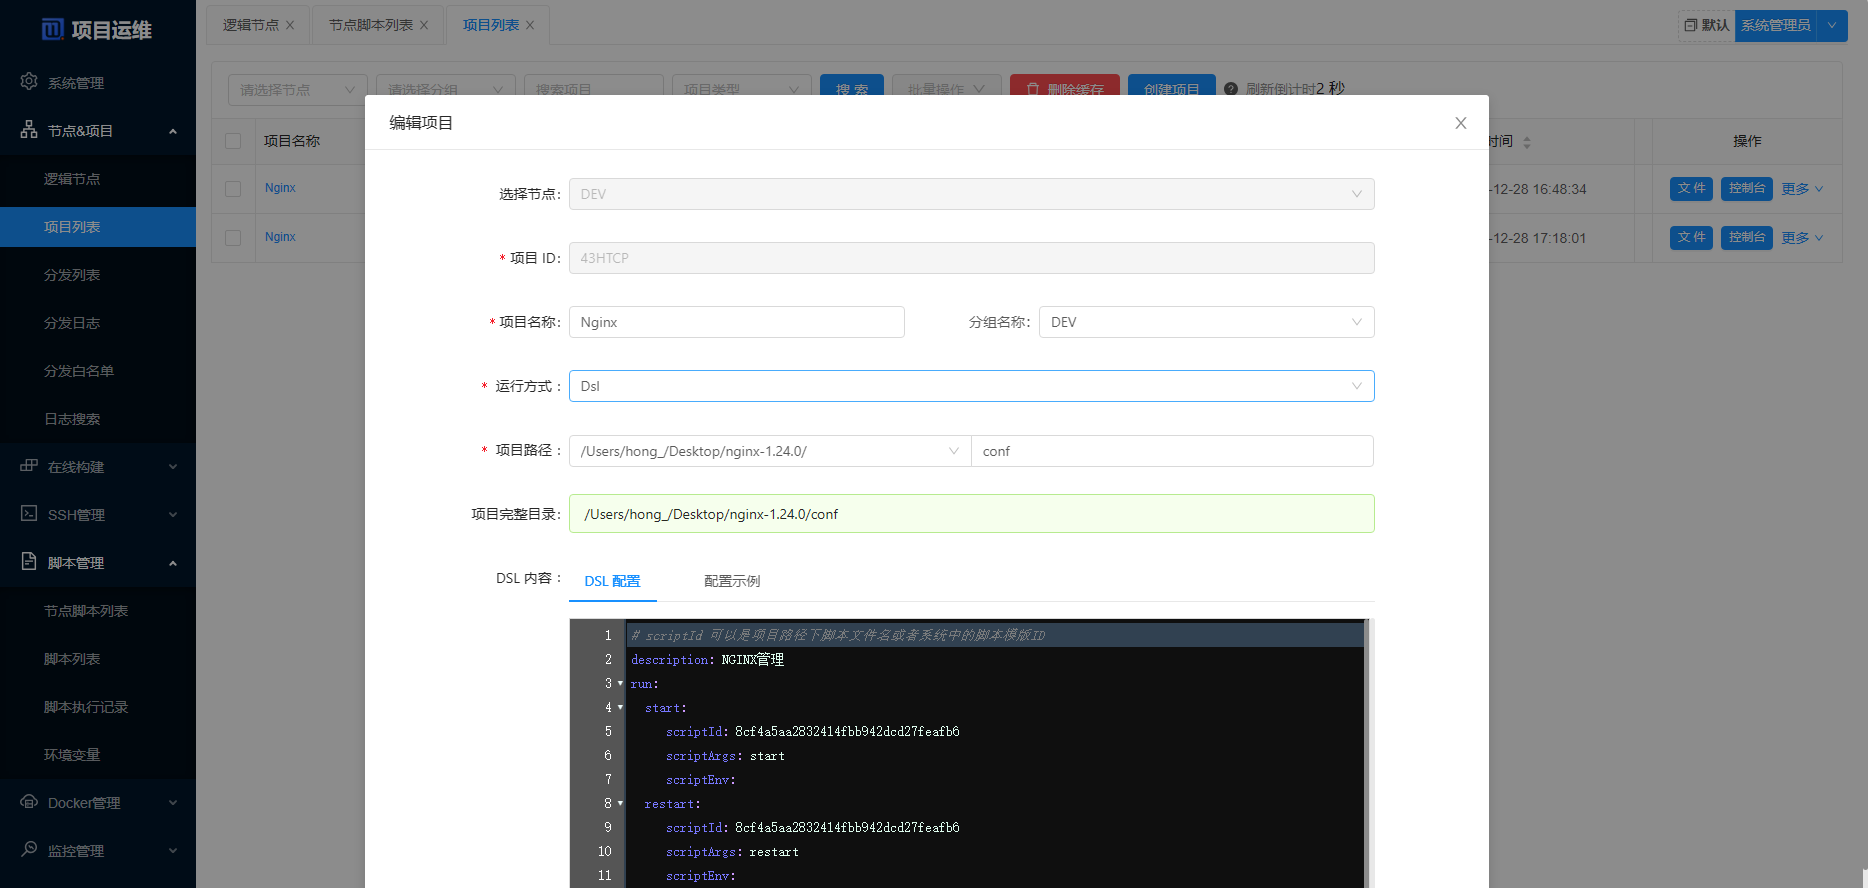 项目运维
系统管理
节点&项目
逻辑节点
项目列表
分发列表
分发日志
分发白名单
日志搜索
在线构建
SSH管理
脚本管理
节点脚本列表
脚本列表
脚本执行记录
环境变量
Docker管理
监控管理
逻辑节点 节点脚本列表 项目列表
默认 系统管理员
请选择节点 请选择分组 搜索项目 项目类型 搜 索 批量操作 删除缓存 创建项目 刷新倒计时2 秒
项目名称 时间 操作
Nginx -12-28 16:48:34 文 件 控制台 更多
Nginx -12-28 17:18:01 文 件 控制台 更多
编辑项目
选择节点: DEV
* 项目 ID: 43HTCP
* 项目名称: Nginx 分组名称: DEV
* 运行方式 : Dsl
* 项目路径 : /Users/hong_/Desktop/nginx-1.24.0/ conf
项目完整目录: /Users/hong_/Desktop/nginx-1.24.0/conf
DSL 内容 : DSL 配置 配置示例
1 # scriptId 可以是项目路径下脚本文件名或者系统中的脚本模版ID
2 description: NGINX管理
3 run:
4 start:
5 scriptId: 8cf4a5aa2832414fbb942dcd27feafb6
6 scriptArgs: start
7 scriptEnv:
8 restart:
9 scriptId: 8cf4a5aa2832414fbb942dcd27feafb6
10 scriptArgs: restart
11 scriptEnv: